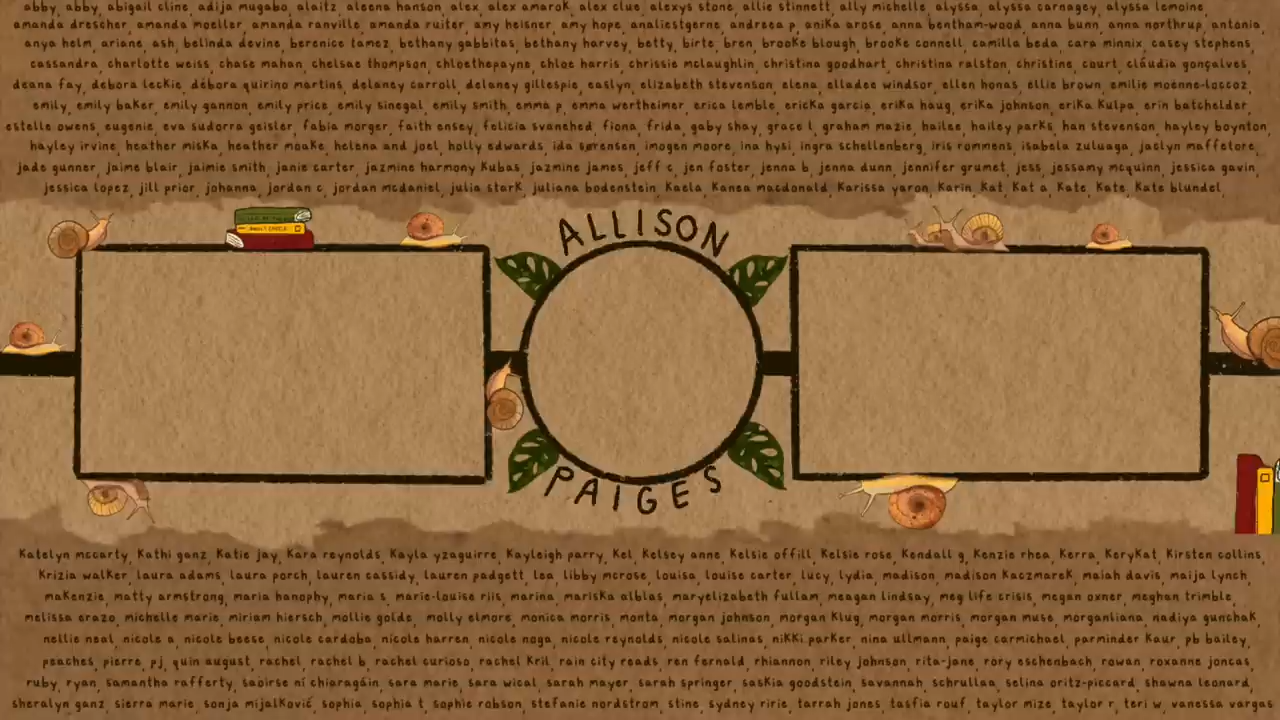 abby, abby, abigail cline, adija mugabo, alaitz, aleena hanson, alex, alex amarok, alex clue, alexys stone, allie stinnett, ally michelle, alyssa, alyssa carnagey, alyssa lemoine,
amanda drescher, amanda moeller, amanda ranville, amanda ruiter, amy heisner, amy hope, analiestgerne, andreea p, anika arose, anna bentham-wood, anna bunn, anna northrup, antonia,
anya helm, ariane, ash, belinda devine, berenice tamez, bethany gabbitas, bethany harvey, betty, birte, bren, brooke blough, brooke connell, camilla beda, cara minnix, casey stephens,
cassandra, charlotte weiss, chase mahan, chelsae thompson, chloethepayne, chloe harris, chrissie mclaughlin, christina goodhart, christina ralston, christine, court, cláudia gonçalves,
deana fay, debora leckie, débora quirino martins, delaney carroll, delaney gillespie, easlyn, elizabeth stevenson, elena, elladee windsor, ellen honas, ellie brown, emilie moënne-loccoz,
emily, emily baker, emily gannon, emily price, emily sinegal, emily smith, emma p, emma wertheimer, erica lemble, ericka garcia, erika haug, erika johnson, erika kulpa, erin batchelder,
estelle owens, eugenie, eva sudorra geisler, fabia morger, faith ensey, felicia svanehed, fiona, frida, gaby shay, grace l, graham mazie, hailee, hailey parks, han stevenson, hayley boynton,
hayley irvine, heather miska, heather moake, helena and joel, holly edwards, ida sørensen, imogen moore, ina hysi, ingra schellenberg, iris rommens, isabela zuluaga, jaclyn maffetore,
jade gunner, jaime blair, jaimie smith, janie carter, jazmine harmony kubas, jazmine james, jeff c, jen foster, jenna b, jenna dunn, jennifer grumet, jess, jessamy mcquinn, jessica gavin,
jessica lopez, jill prior, johanna, jordan c, jordan mcdaniel, julia stark, juliana bodenstein, kaela, kanea macdonald, karissa yaron, karin, kat, kat a, kate, kate, kate blundel
ALLISON
PAIGES
katelyn mccarty, kathi ganz, katie jay, kara reynolds, kayla yzaguirre, kayleigh parry, kel, kelsey anne, kelsie offill, kelsie rose, kendall g, kenzie rhea, kerra, kerykat, kirsten collins,
krizia walker, laura adams, laura porch, lauren cassidy, lauren padgett, lea, libby mcrose, louisa, louise carter, lucy, lydia, madison, madison kaczmarek, maiah davis, maija lynch,
makenzie, matty armstrong, maria hanophy, maria s, marie-louise riis, marina, mariska alblas, maryelizabeth fullam, meagan lindsay, meg life crisis, megan oxner, meghan trimble,
melissa erazo, michelle marie, miriam hiersch, mollie golde, molly elmore, monica morris, monta, morgan johnson, morgan klug, morgan morris, morgan muse, morganliana, nadiya gunchak,
nellie neal, nicole a, nicole beese, nicole cardoba, nicole harren, nicole noga, nicole reynolds, nicole salinas, nikki parker, nina ullmann, paige carmichael, parminder kaur, pb bailey,
peaches, pierre, pj, quin august, rachel, rachel b, rachel curioso, rachel kril, rain city reads, ren fernald, rhiannon, riley johnson, rita-jane, rory eschenbach, rowan, roxanne joncas,
ruby, ryan, samantha rafferty, saoirse ní chiaragáin, sara marie, sara wical, sarah mayer, sarah springer, saskia goodstein, savannah, schrullaa, selina oritz-piccard, shawna leonard,
sheralyn ganz, sierra marie, sonja mijalković, sophia, sophia t, sophie robson, stefanie nordstrom, stine, sydney ririe, tarrah jones, tasfia rouf, taylor mize, taylor r, teri w, vanessa vargas